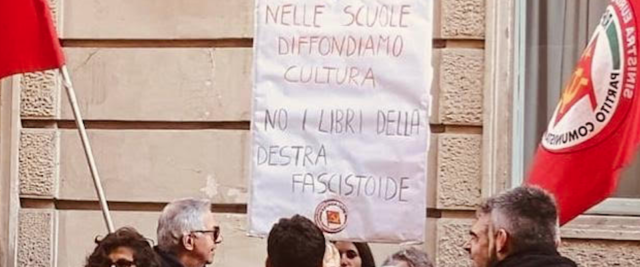 NELLE SCUOLE
DIFFONDIAMO
CULTURA
NO I LIBRI DELLA
DESTRA
FASCISTOIDE
PARTITO COMUNISTA